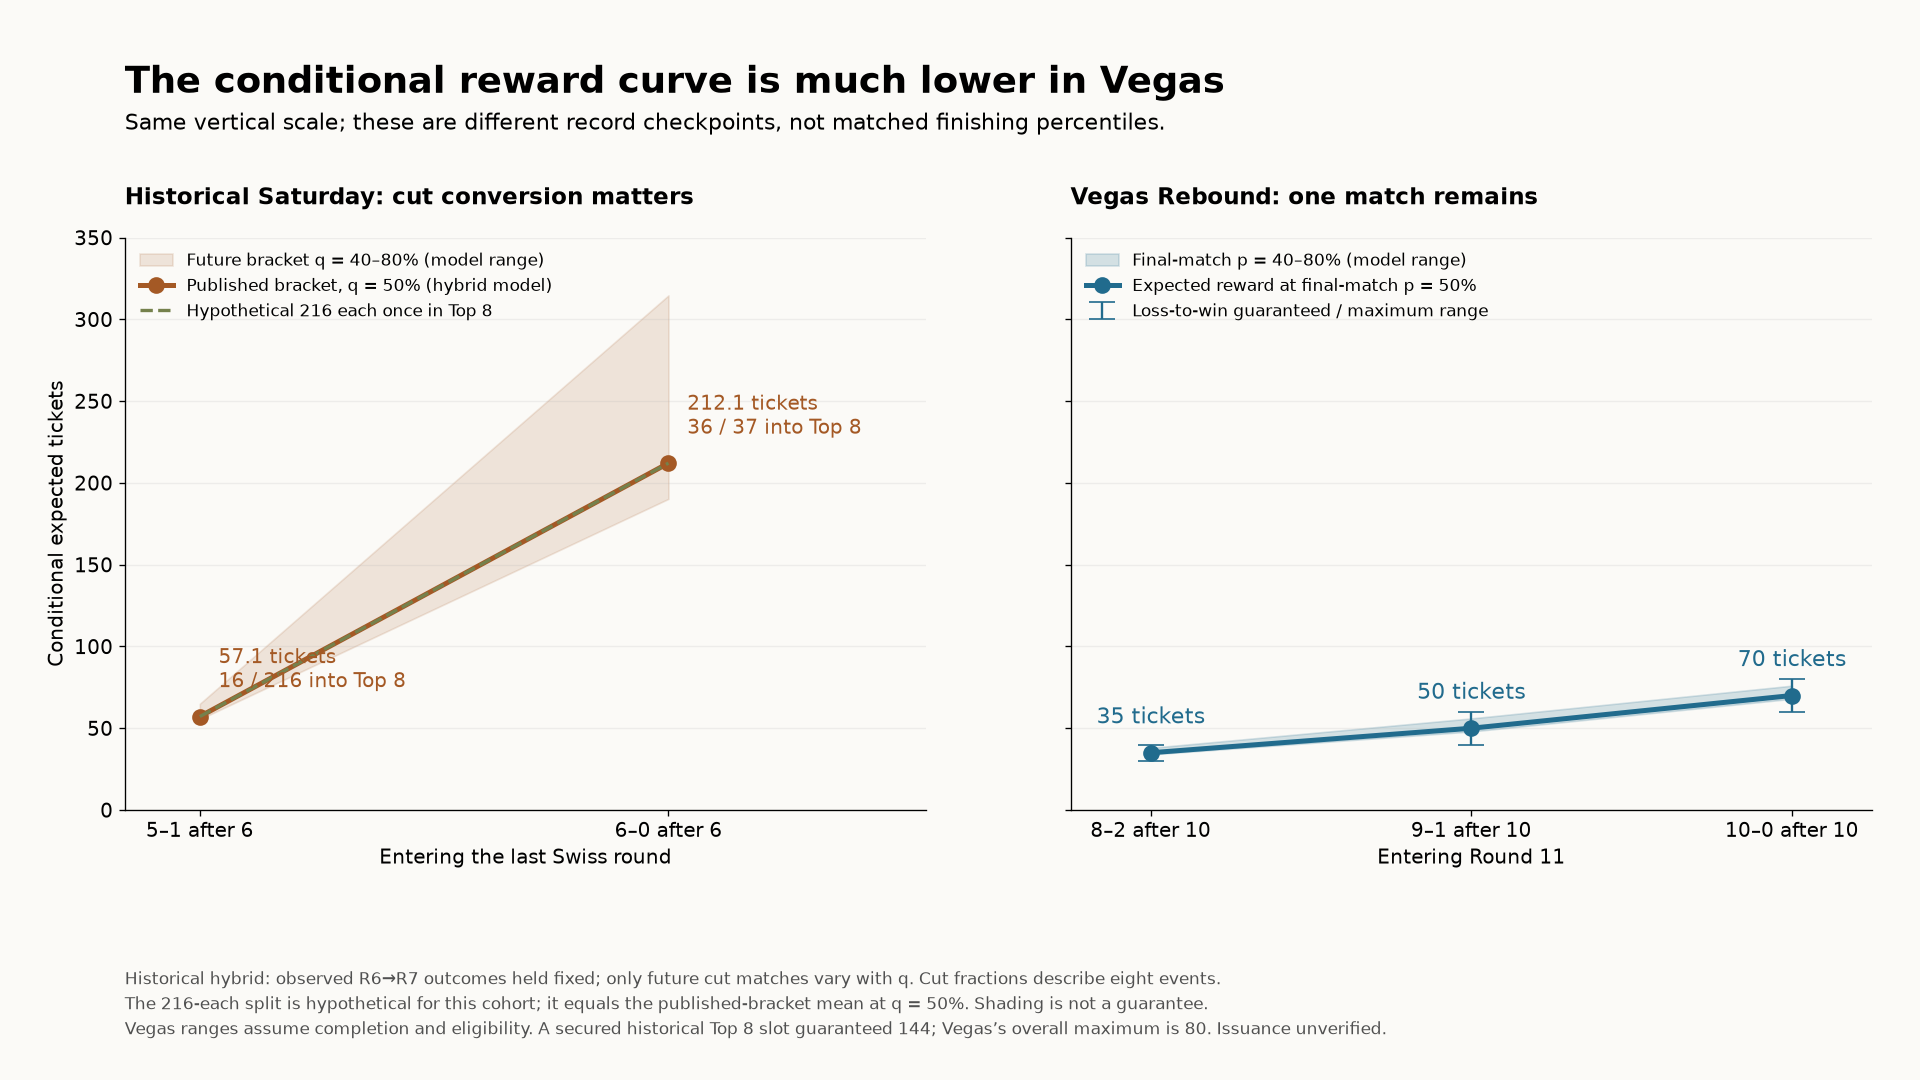 The conditional reward curve is much lower in Vegas
Same vertical scale; these are different record checkpoints, not matched finishing percentiles.
Historical Saturday: cut conversion matters
Future bracket q = 40–80% (model range)
Published bracket, q = 50% (hybrid model)
Hypothetical 216 each once in Top 8
Conditional expected tickets
350
300
250
200
150
100
50
0
212.1 tickets
36 / 37 into Top 8
57.1 tickets
16 / 216 into Top 8
5–1 after 6
6–0 after 6
Entering the last Swiss round
Vegas Rebound: one match remains
Final-match p = 40–80% (model range)
Expected reward at final-match p = 50%
Loss-to-win guaranteed / maximum range
35 tickets
50 tickets
70 tickets
8–2 after 10
9–1 after 10
10–0 after 10
Entering Round 11
Historical hybrid: observed R6→R7 outcomes held fixed; only future cut matches vary with q. Cut fractions describe eight events.
The 216-each split is hypothetical for this cohort; it equals the published-bracket mean at q = 50%. Shading is not a guarantee.
Vegas ranges assume completion and eligibility. A secured historical Top 8 slot guaranteed 144; Vegas’s overall maximum is 80. Issuance unverified.